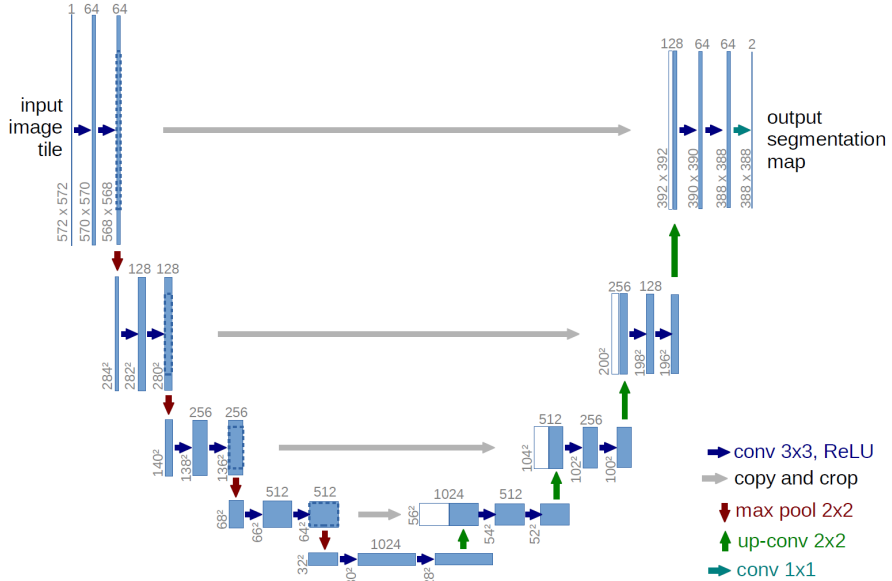 1 64 64
input
image
tile
572 x 572
570 x 570
568 x 568
128 64 64 2
392 x 392
390 x 390
388 x 388
388 x 388
output
segmentation
map
128 128
284²
282²
280²
256 128
200²
198²
196²
256 256
140²
138²
136²
512 256
104²
102²
100²
512 512
68²
66²
64²
1024 512
56²
54²
52²
1024
32²
conv 3x3, ReLU
copy and crop
max pool 2x2
up-conv 2x2
conv 1x1